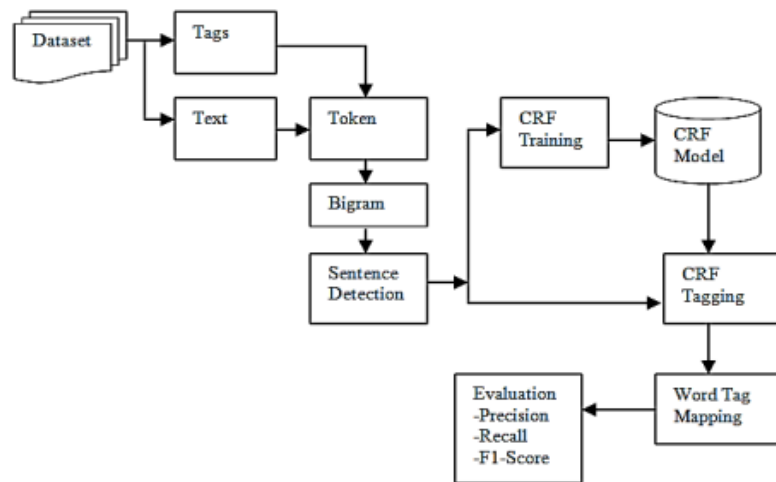 Dataset
Tags
Text
Token
Bigram
Sentence
Detection
CRF
Training
CRF
Model
CRF
Tagging
Word Tag
Mapping
Evaluation
-Precision
-Recall
-F1-Score